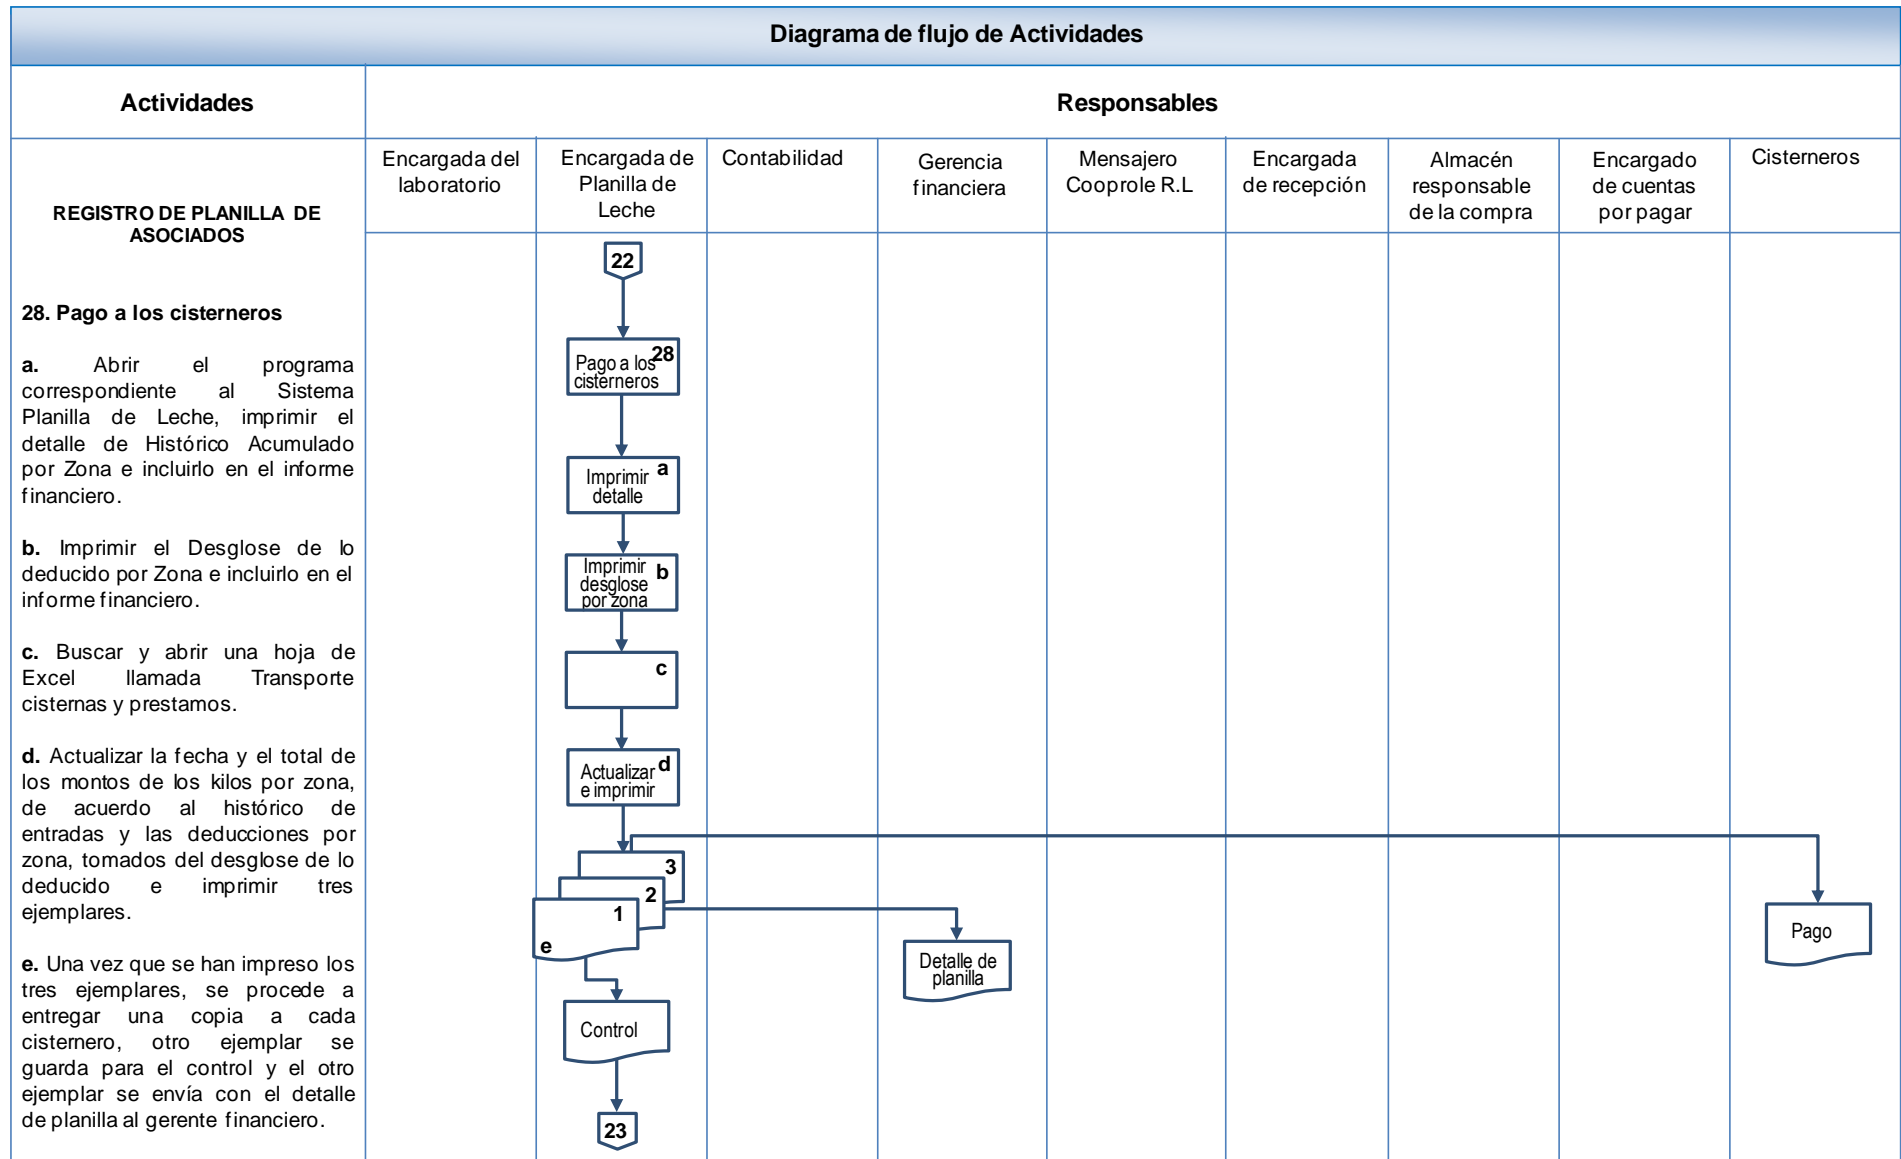 Diagrama de flujo de Actividades
Actividades
Responsables
REGISTRO DE PLANILLA DE
ASOCIADOS
Encargada del
laboratorio
Encargada de
Planilla de
Leche
Contabilidad
Gerencia
financiera
Mensajero
Cooprole R.L
Encargada
de recepción
Almacén
responsable
de la compra
Encargado
de cuentas
por pagar
Cisterneros
28. Pago a los cisterneros
a. Abrir el programa
correspondiente al Sistema
Planilla de Leche, imprimir el
detalle de Histórico Acumulado
por Zona e incluirlo en el informe
financiero.
b. Imprimir el Desglose de lo
deducido por Zona e incluirlo en el
informe financiero.
c. Buscar y abrir una hoja de
Excel llamada Transporte
cisternas y prestamos.
d. Actualizar la fecha y el total de
los montos de los kilos por zona,
de acuerdo al histórico de
entradas y las deducciones por
zona, tomados del desglose de lo
deducido e imprimir tres
ejemplares.
e. Una vez que se han impreso los
tres ejemplares, se procede a
entregar una copia a cada
cisternero, otro ejemplar se
guarda para el control y el otro
ejemplar se envía con el detalle
de planilla al gerente financiero.
22
28
Pago a los
cisterneros
a
Imprimir
detalle
Imprimir
desglose
por zona
b
c
d
Actualizar
e imprimir
3
2
1
e
Control
23
Detalle de
planilla
Pago